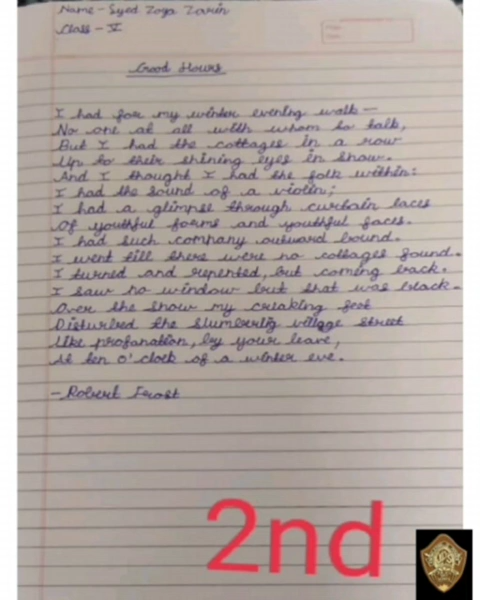 Name - Syed Zoya Zarin
Class - V
Good Hours
I had for my winter evening walk —
No one at all with whom to talk,
But I had the cottages in a row
Up to their shining eyes in snow.
And I thought I had the folk within:
I had the sound of a violin;
I had a glimpse through curtain laces
Of youthful forms and youthful faces.
I had such company outward bound.
I went till there were no cottages found.
I turned and repented, but coming back.
I saw no window but that was black.
Over the snow my creaking feet
Disturbed the slumberrig village street
Like profanation, by your leave,
At ten o'clock of a winter eve.
- Robert Frost
2nd